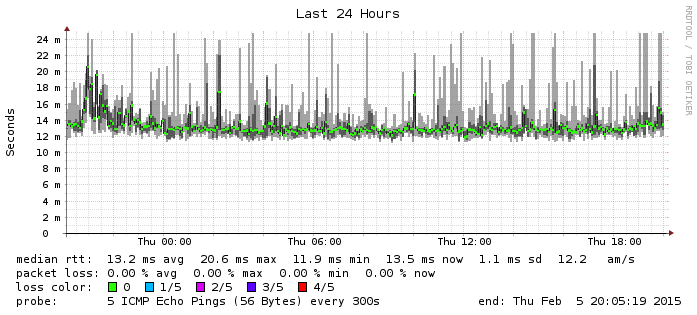 Last 24 Hours
RRDTOOL / TOBI OETIKER
Seconds
24 m
22 m
20 m
18 m
16 m
14 m
12 m
10 m
8 m
6 m
4 m
2 m
0
Thu 00:00 Thu 06:00 Thu 12:00 Thu 18:00
median rtt: 13.2 ms avg 20.6 ms max 11.9 ms min 13.5 ms now 1.1 ms sd 12.2 am/s
packet loss: 0.00 % avg 0.00 % max 0.00 % min 0.00 % now
loss color: 0 1/5 2/5 3/5 4/5
probe: 5 ICMP Echo Pings (56 Bytes) every 300s end: Thu Feb 5 20:05:19 2015